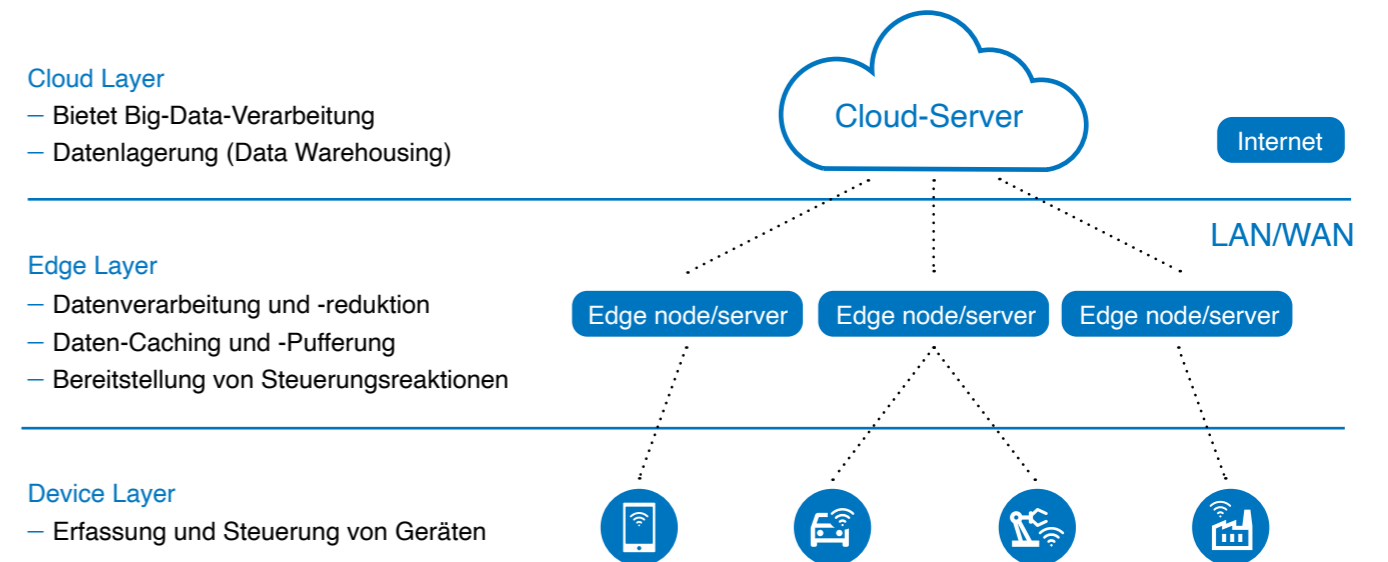 Cloud Layer
– Bietet Big-Data-Verarbeitung
– Datenlagerung (Data Warehousing)
Cloud-Server
Internet
LAN/WAN
Edge Layer
– Datenverarbeitung und -reduktion
– Daten-Caching und -Pufferung
– Bereitstellung von Steuerungsreaktionen
Edge node/server
Edge node/server
Edge node/server
Device Layer
– Erfassung und Steuerung von Geräten